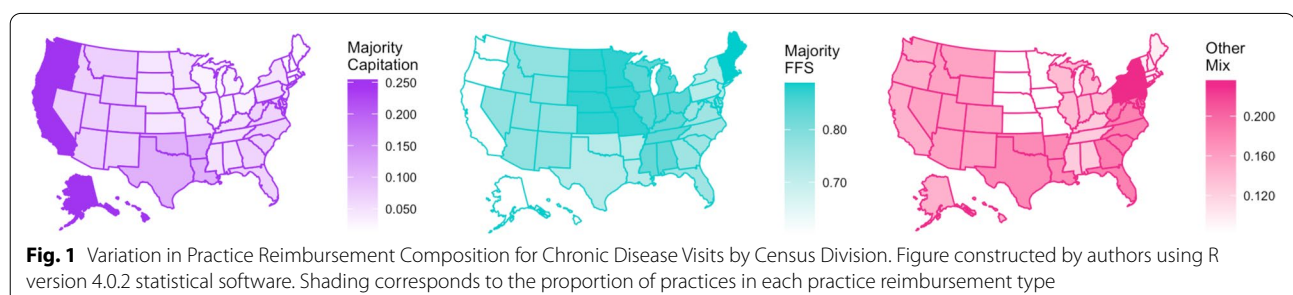 Majority
Capitation
0.250
0.200
0.150
0.100
0.050
Majority
FFS
0.80
0.70
Other
Mix
0.200
0.160
0.120
Fig. 1 Variation in Practice Reimbursement Composition for Chronic Disease Visits by Census Division. Figure constructed by authors using R
version 4.0.2 statistical software. Shading corresponds to the proportion of practices in each practice reimbursement type